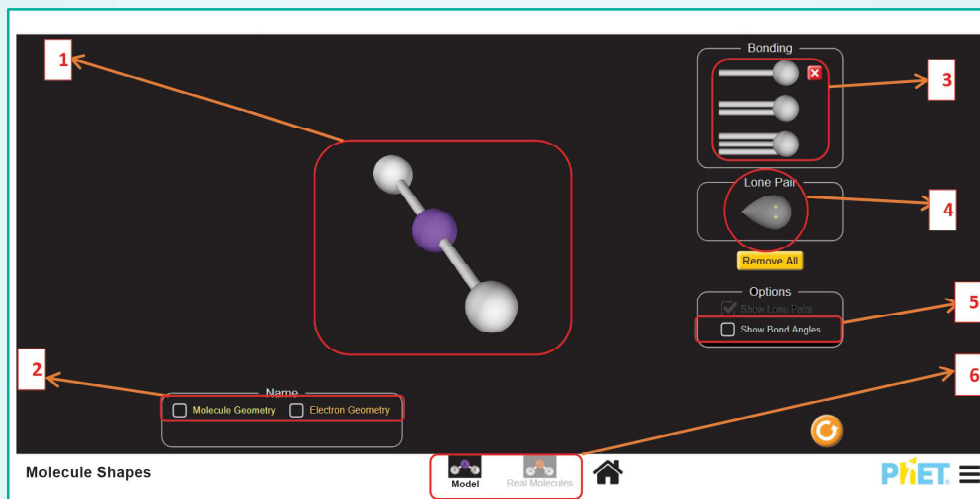 1
Bonding
3
Lone Pair
4
Remove All
Options
Show Lone Pairs
Show Bond Angles
5
6
2
Name
Molecule Geometry
Electron Geometry
Molecule Shapes
Model
Real Molecules
PhET